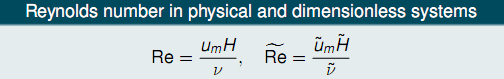 Reynolds number in physical and dimensionless systems
Re = u_m H / ν, R̃e = ũ_m H̃ / ν̃